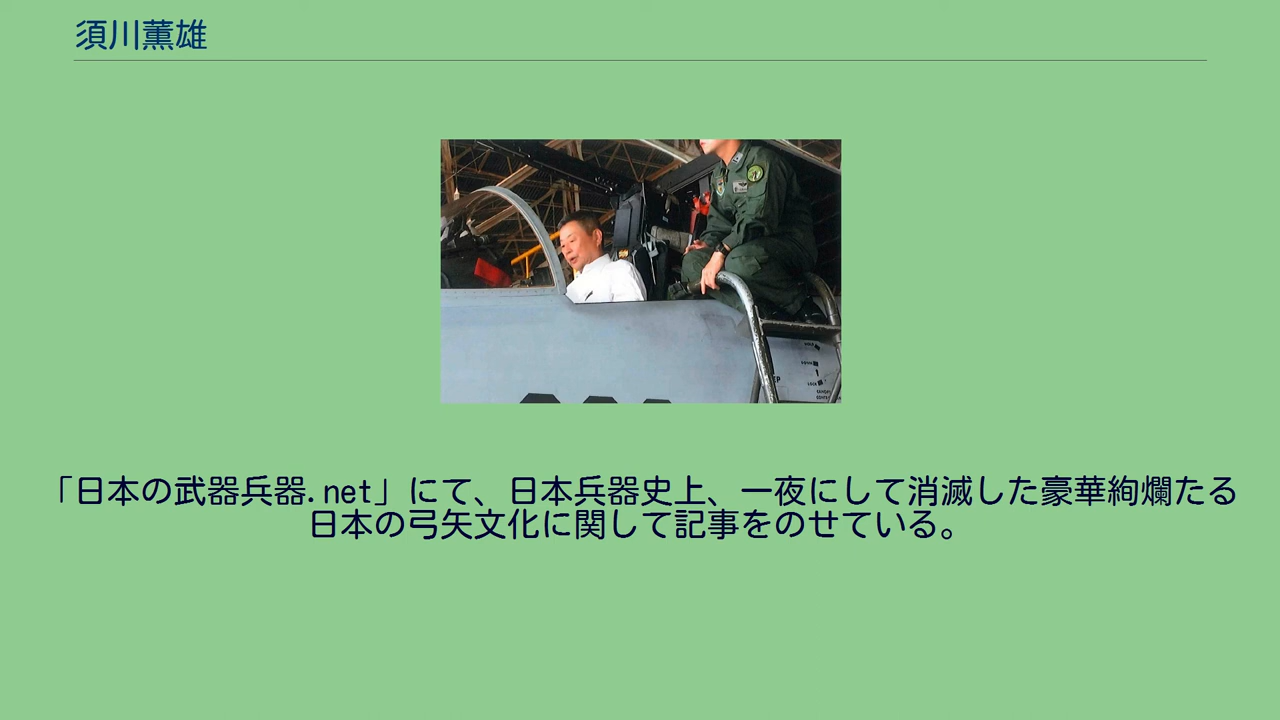 須川薫雄
「日本の武器兵器.net」にて、日本兵器史上、一夜にして消滅した豪華絢爛たる
日本の弓矢文化に関して記事をのせている。